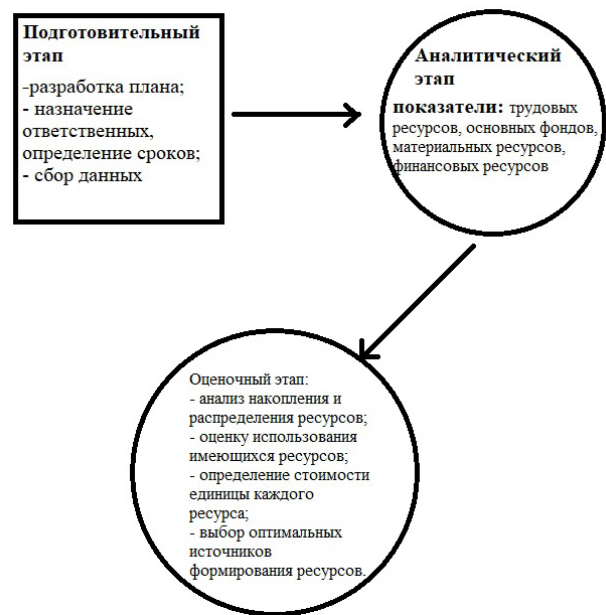 Подготовительный
этап
-разработка плана;
- назначение
ответственных,
определение сроков;
- сбор данных
Аналитический
этап
показатели: трудовых
ресурсов, основных фондов,
материальных ресурсов,
финансовых ресурсов
Оценочный этап:
- анализ накопления и
распределения ресурсов;
- оценку использования
имеющихся ресурсов;
- определение стоимости
единицы каждого
ресурса;
- выбор оптимальных
источников
формирования ресурсов.